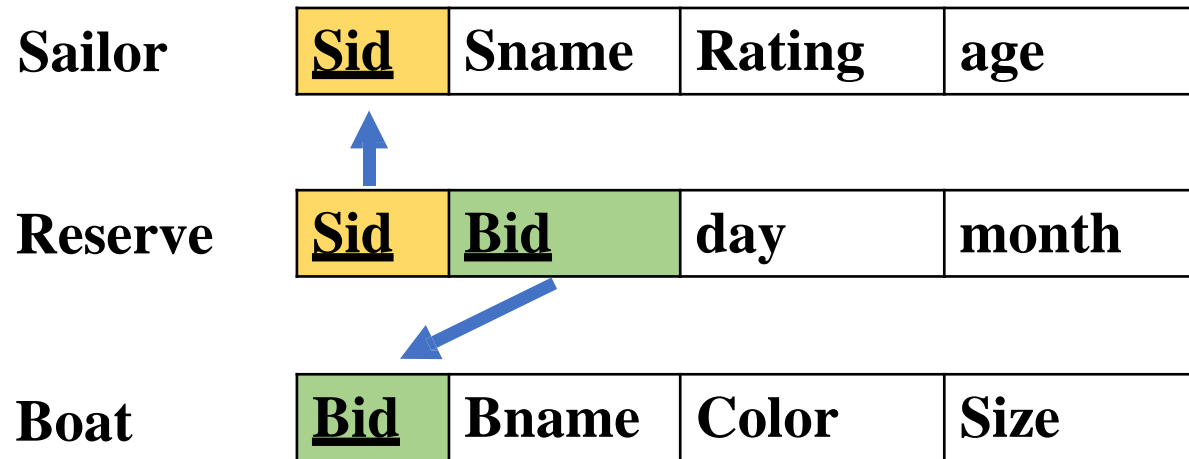 Sailor Sid Sname Rating age
Reserve Sid Bid day month
Boat Bid Bname Color Size